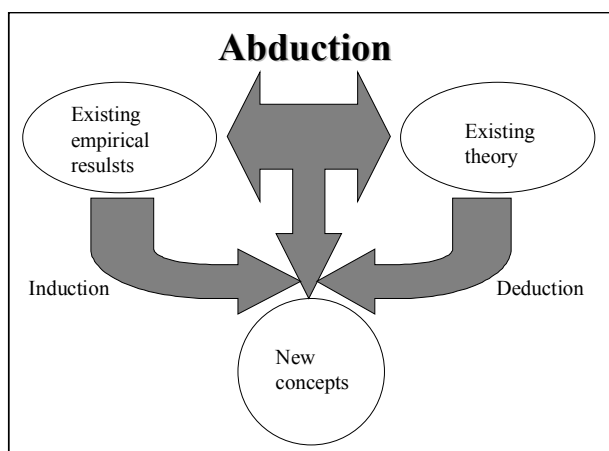 Abduction
Existing
empirical
resulsts
Existing
theory
Induction
Deduction
New
concepts